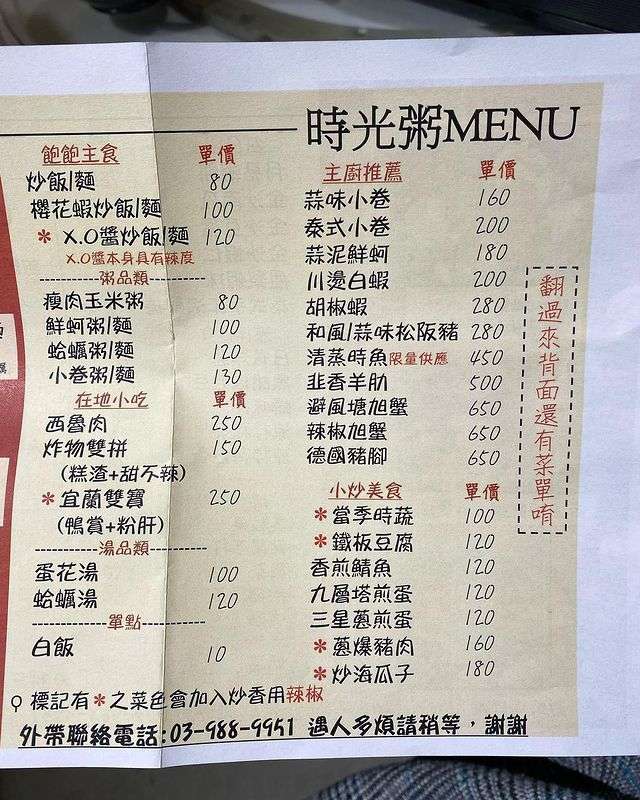 時光粥MENU
飽飽主食 單價
炒飯/麵 80
櫻花蝦炒飯/麵 100
* X.O醬炒飯/麵 120
X.O醬本身具有辣度
粥品類
瘦肉玉米粥 80
鮮蚵粥/麵 100
蛤蠣粥/麵 120
小卷粥/麵 130
在地小吃 單價
西魯肉 250
炸物雙拼 150
(糕渣+甜不辣)
*宜蘭雙寶 250
(鴨賞+粉肝)
湯品類
蛋花湯 100
蛤蠣湯 120
單點
白飯 10
主廚推薦 單價
蒜味小卷 160
泰式小卷 200
蒜泥鮮蚵 180
川燙白蝦 200
胡椒蝦 280
和風/蒜味松阪豬 280
清蒸時魚限量供應 450
韭香羊肋 500
避風塘旭蟹 650
辣椒旭蟹 650
德國豬腳 650
小炒美食 單價
*當季時蔬 100
*鐵板豆腐 120
香煎鯖魚 120
九層塔煎蛋 120
三星蔥煎蛋 120
*蔥爆豬肉 160
*炒海瓜子 180
翻過來背面還有菜單唷
標記有*之菜色會加入炒香用辣椒
外帶聯絡電話:03-988-9951 遇人多煩請稍等，謝謝